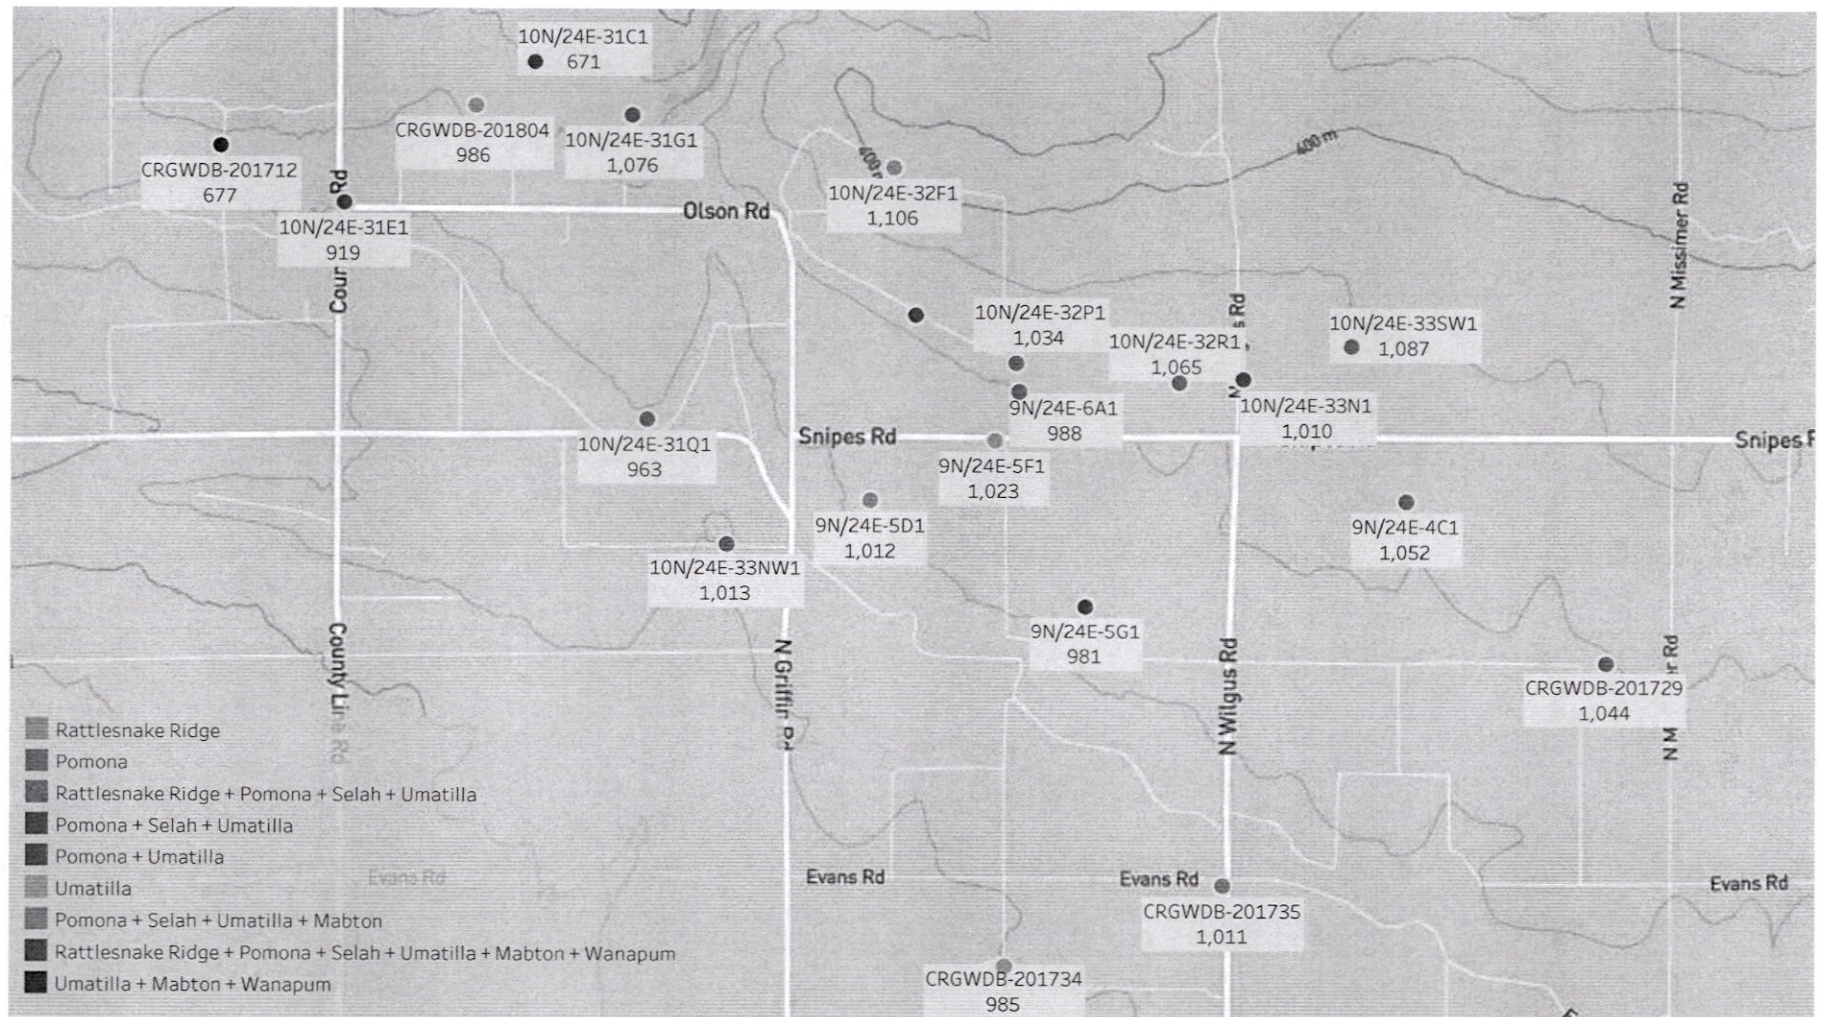 10N/24E-31C1
671
CRGWDB-201804
986
10N/24E-31G1
1,076
CRGWDB-201712
677
Rd
10N/24E-31E1
919
Cour
Olson Rd
400 m
10N/24E-32F1
1,106
400 m
N Missimer Rd
10N/24E-32P1
1,034
10N/24E-32R1
1,065
s Rd
10N/24E-33SW1
1,087
9N/24E-6A1
988
10N/24E-33N1
1,010
10N/24E-31Q1
963
Snipes Rd
Snipes R
9N/24E-5F1
1,023
9N/24E-5D1
1,012
9N/24E-4C1
1,052
10N/24E-33NW1
1,013
9N/24E-5G1
981
County Line Rd
N Griffin Rd
N Wilgus Rd
CRGWDB-201729
1,044
N M
er Rd
Rattlesnake Ridge
Pomona
Rattlesnake Ridge + Pomona + Selah + Umatilla
Pomona + Selah + Umatilla
Pomona + Umatilla
Umatilla
Pomona + Selah + Umatilla + Mabton
Rattlesnake Ridge + Pomona + Selah + Umatilla + Mabton + Wanapum
Umatilla + Mabton + Wanapum
Evans Rd
Evans Rd
Evans Rd
Evans Rd
CRGWDB-201735
1,011
CRGWDB-201734
985